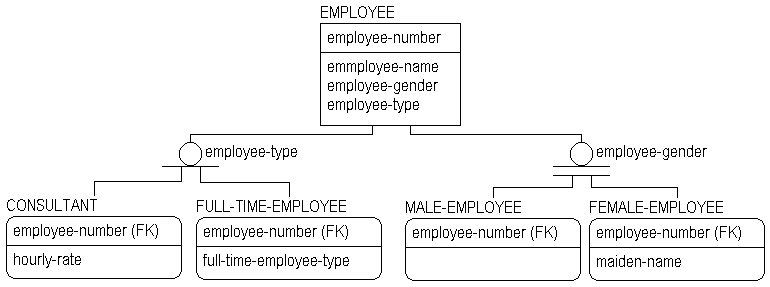 EMPLOYEE
employee-number
emmployee-name
employee-gender
employee-type
employee-type
employee-gender
CONSULTANT
employee-number (FK)
hourly-rate
FULL-TIME-EMPLOYEE
employee-number (FK)
full-time-employee-type
MALE-EMPLOYEE
employee-number (FK)
FEMALE-EMPLOYEE
employee-number (FK)
maiden-name